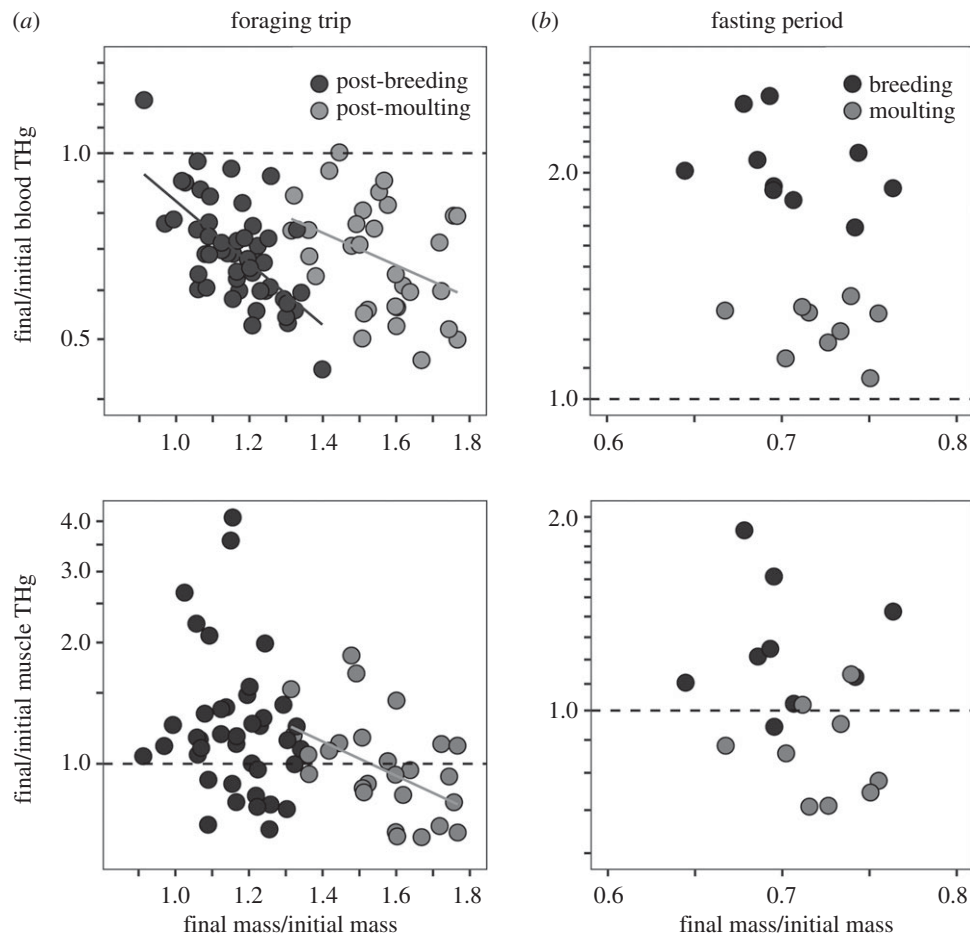 (a) foraging trip
(b) fasting period
final/initial blood THg
1.0
0.5
post-breeding
post-moulting
1.0 1.2 1.4 1.6 1.8
2.0
1.0
breeding
moulting
0.6 0.7 0.8
final/initial muscle THg
4.0
3.0
2.0
1.0
1.0 1.2 1.4 1.6 1.8
final mass/initial mass
2.0
1.0
0.6 0.7 0.8
final mass/initial mass